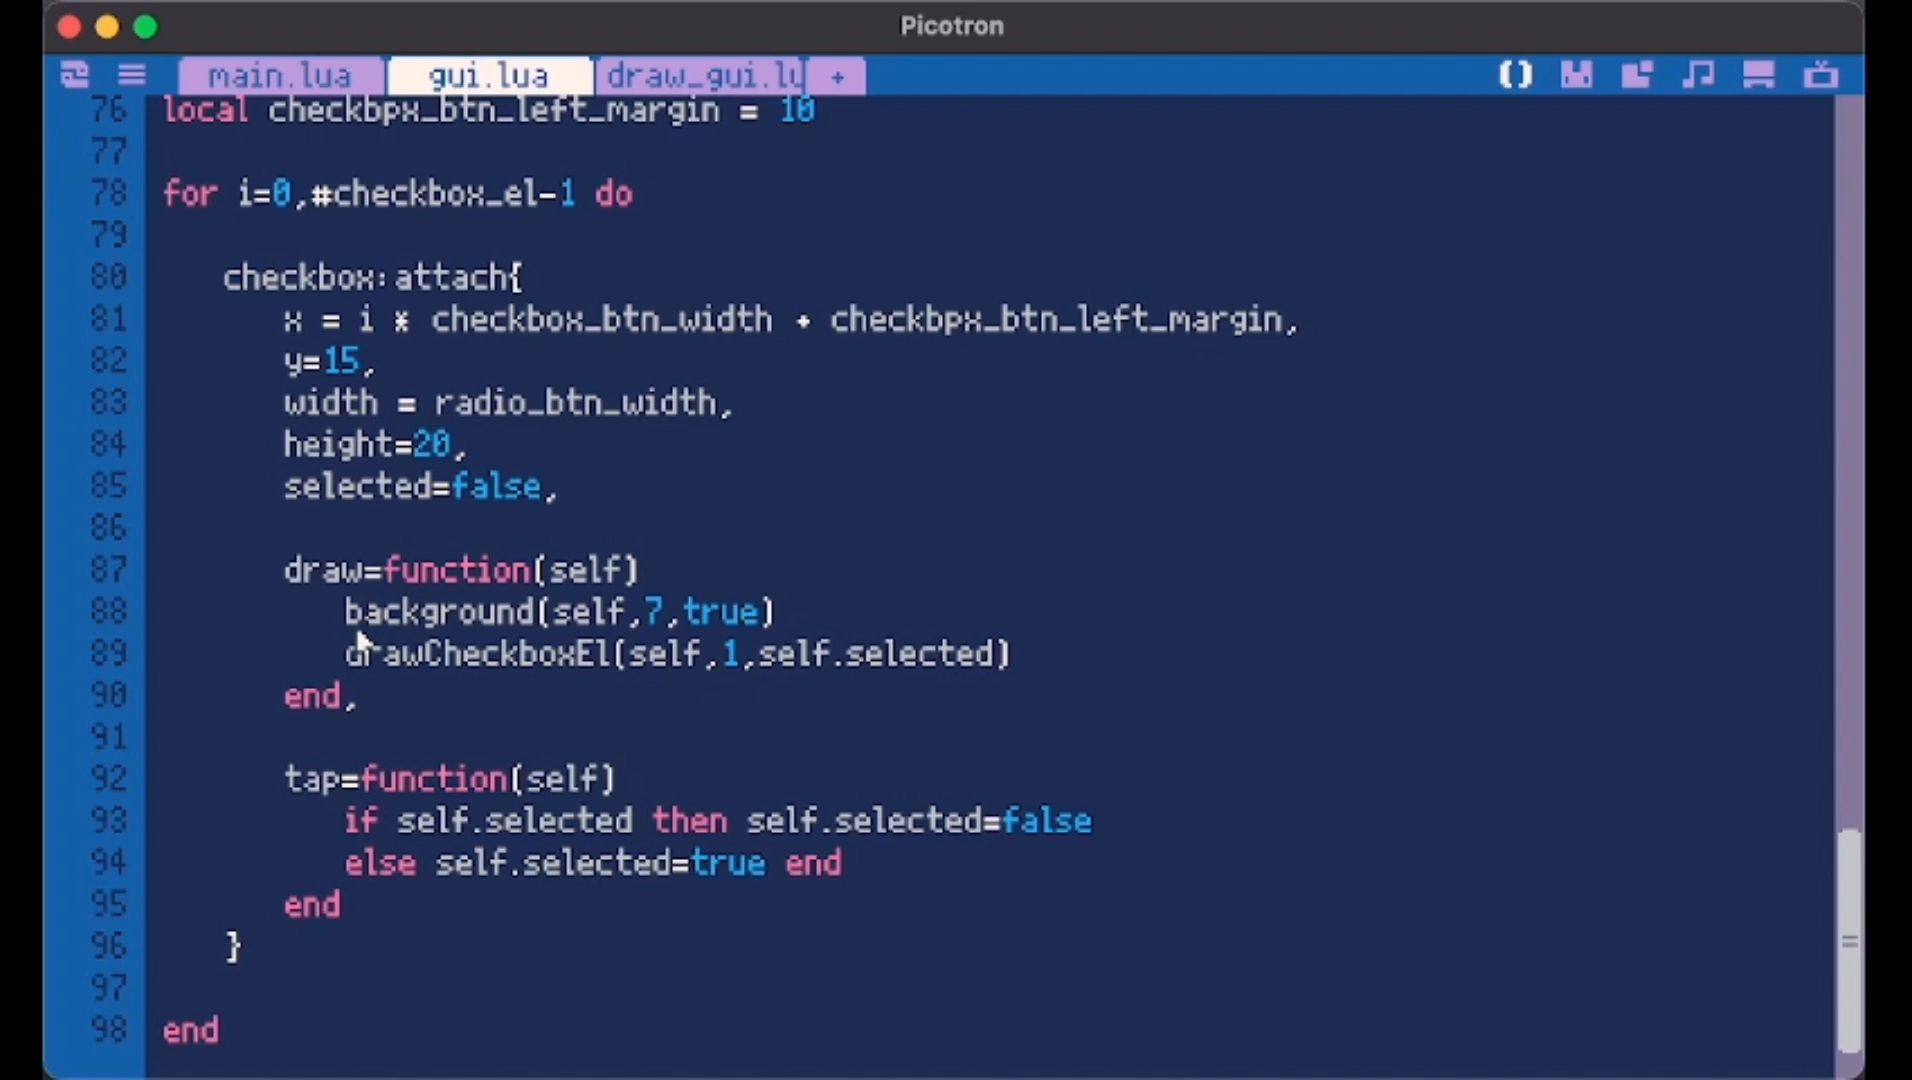 Picotron
main.lua gui.lua draw_gui.lu +
76 local checkbpx_btn_left_margin = 10
77
78 for i=0,#checkbox_el-1 do
79
80 checkbox:attach{
81 x = i * checkbox_btn_width + checkbpx_btn_left_margin,
82 y=15,
83 width = radio_btn_width,
84 height=20,
85 selected=false,
86
87 draw=function(self)
88 background(self,7,true)
89 drawCheckboxEl(self,1,self.selected)
90 end,
91
92 tap=function(self)
93 if self.selected then self.selected=false
94 else self.selected=true end
95 end
96 }
97
98 end